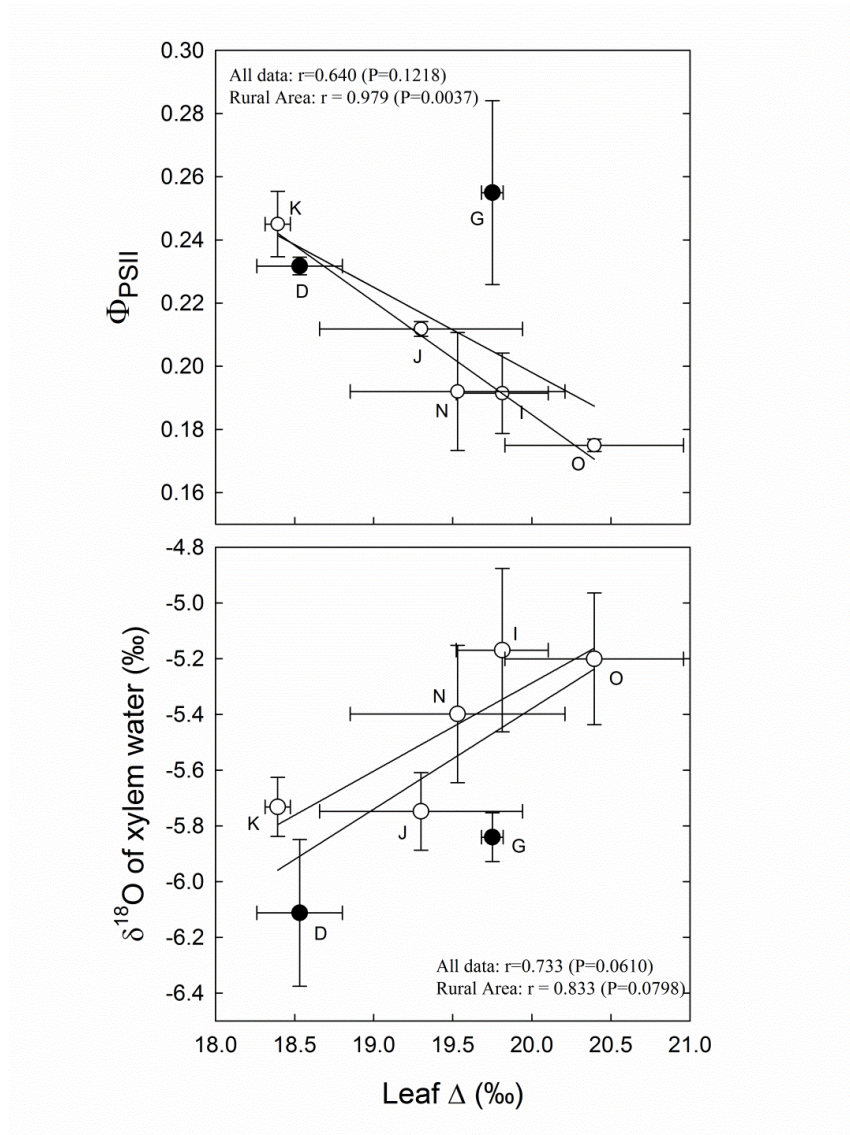 0.30
All data: r=0.640 (P=0.1218)
Rural Area: r = 0.979 (P=0.0037)
0.28
0.26
0.24
0.22
0.20
0.18
0.16
ΦPSII
K
D
G
J
N
I
O
-4.8
-5.0
-5.2
-5.4
-5.6
-5.8
-6.0
-6.2
-6.4
δ18O of xylem water (‰)
I
O
N
K
J
G
D
All data: r=0.733 (P=0.0610)
Rural Area: r = 0.833 (P=0.0798)
18.0 18.5 19.0 19.5 20.0 20.5 21.0
Leaf Δ (‰)